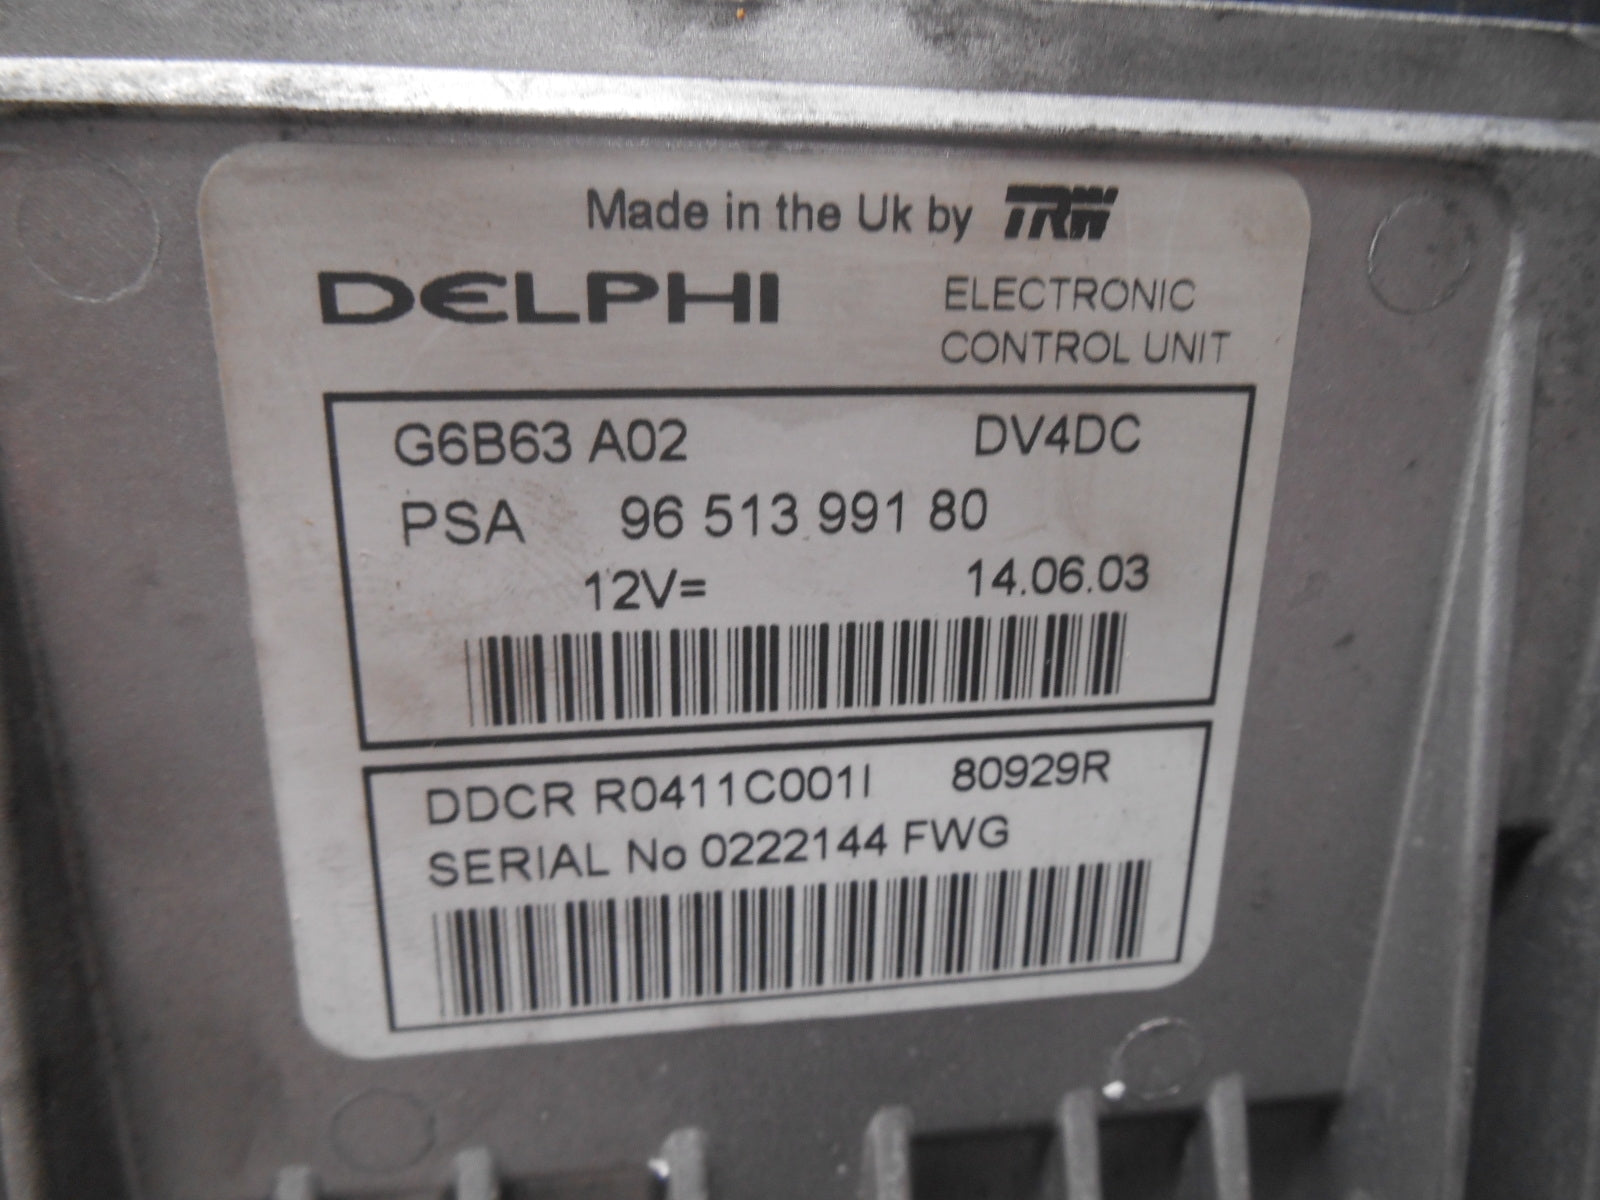 Made in the Uk by TRW
DELPHI
ELECTRONIC
CONTROL UNIT
G6B63 A02 DV4DC
PSA 96 513 991 80
12V= 14.06.03
DDCR R0411C001I 80929R
SERIAL No 0222144 FWG